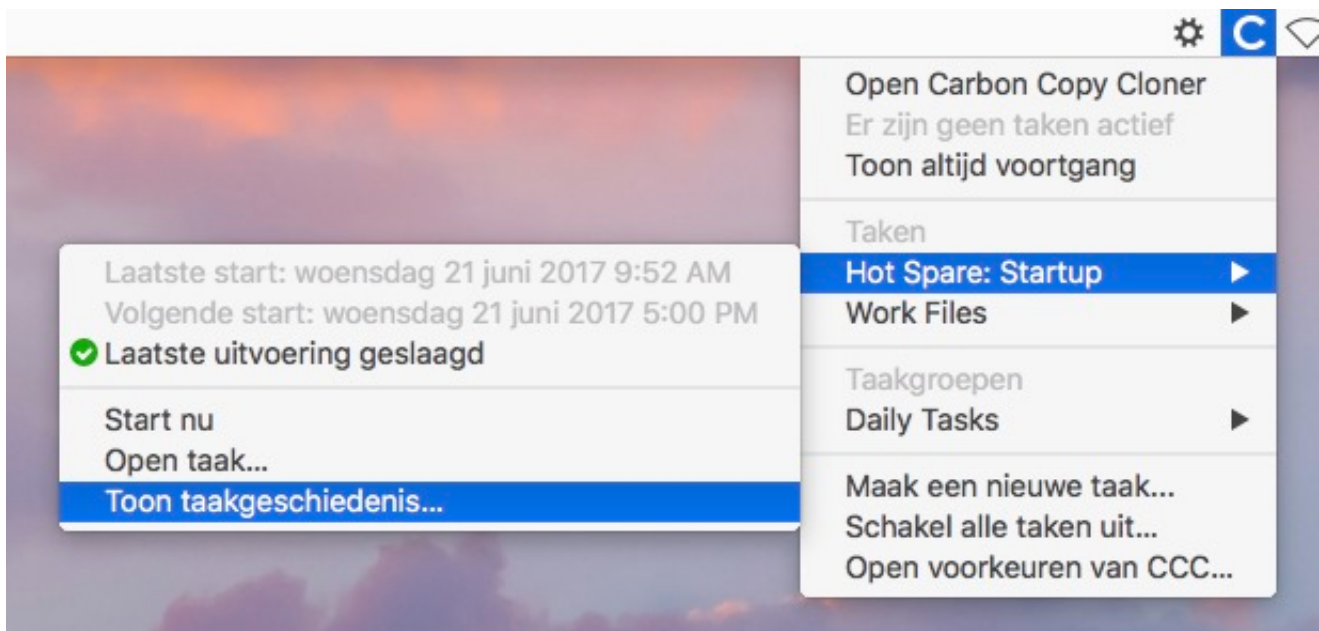 C
Open Carbon Copy Cloner
Er zijn geen taken actief
Toon altijd voortgang
Taken
Hot Spare: Startup
Work Files
Taakgroepen
Daily Tasks
Maak een nieuwe taak...
Schakel alle taken uit...
Open voorkeuren van CCC...
Laatste start: woensdag 21 juni 2017 9:52 AM
Volgende start: woensdag 21 juni 2017 5:00 PM
Laatste uitvoering geslaagd
Start nu
Open taak...
Toon taakgeschiedenis...